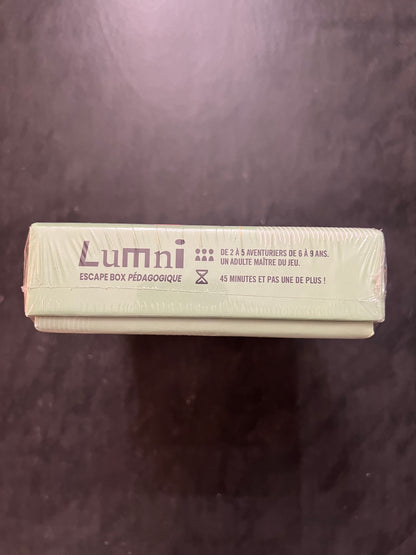 Lumni
ESCAPE BOX PÉDAGOGIQUE
DE 2 À 5 AVENTURIERS DE 6 À 9 ANS.
UN ADULTE MAÎTRE DU JEU.
45 MINUTES ET PAS UNE DE PLUS !